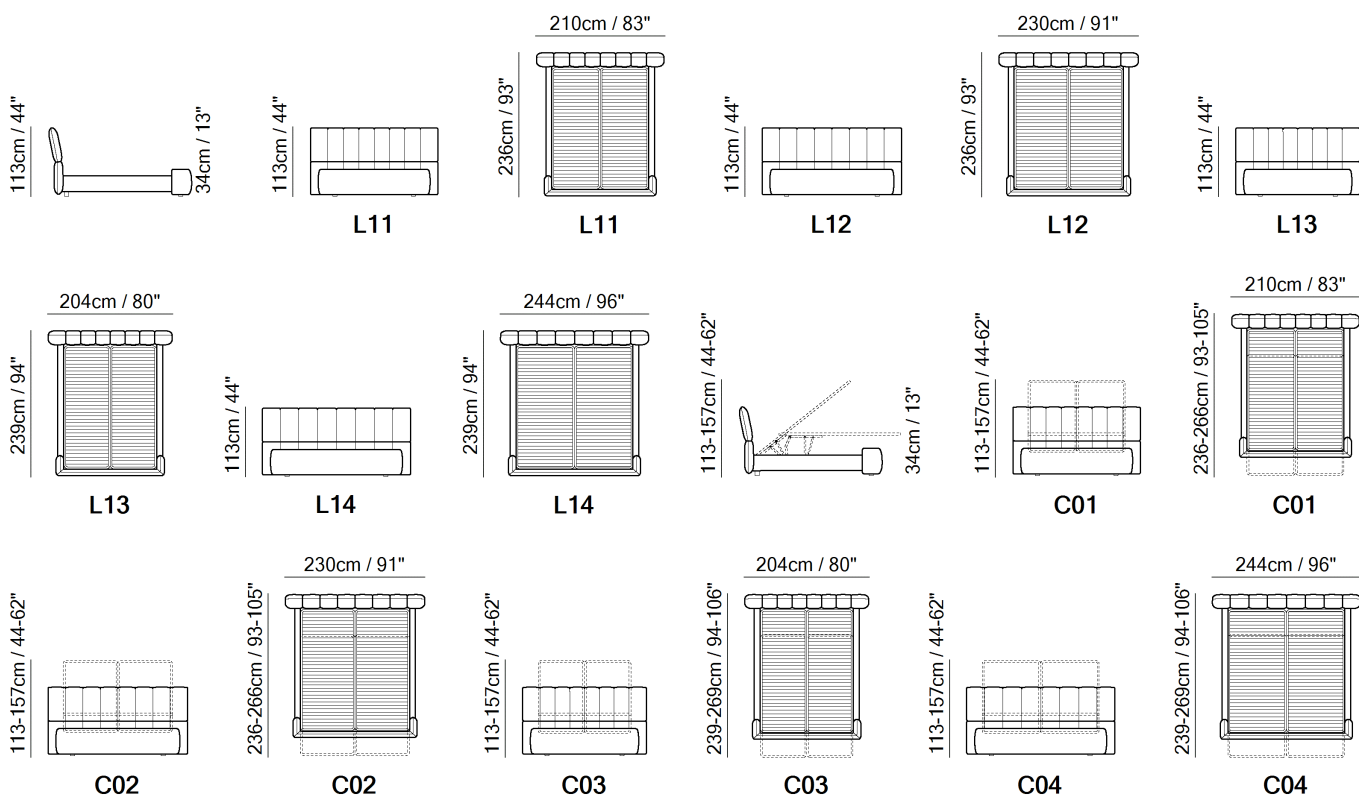 210cm / 83"
230cm / 91"
113cm / 44"
34cm / 13"
113cm / 44"
236cm / 93"
113cm / 44"
236cm / 93"
113cm / 44"
L11
L11
L12
L12
L13
204cm / 80"
244cm / 96"
210cm / 83"
239cm / 94"
113cm / 44"
239cm / 94"
113-157cm / 44-62"
34cm / 13"
113-157cm / 44-62"
236-266cm / 93-105"
L13
L14
L14
C01
C01
230cm / 91"
204cm / 80"
244cm / 96"
113-157cm / 44-62"
236-266cm / 93-105"
113-157cm / 44-62"
239-269cm / 94-106"
113-157cm / 44-62"
239-269cm / 94-106"
C02
C02
C03
C03
C04
C04